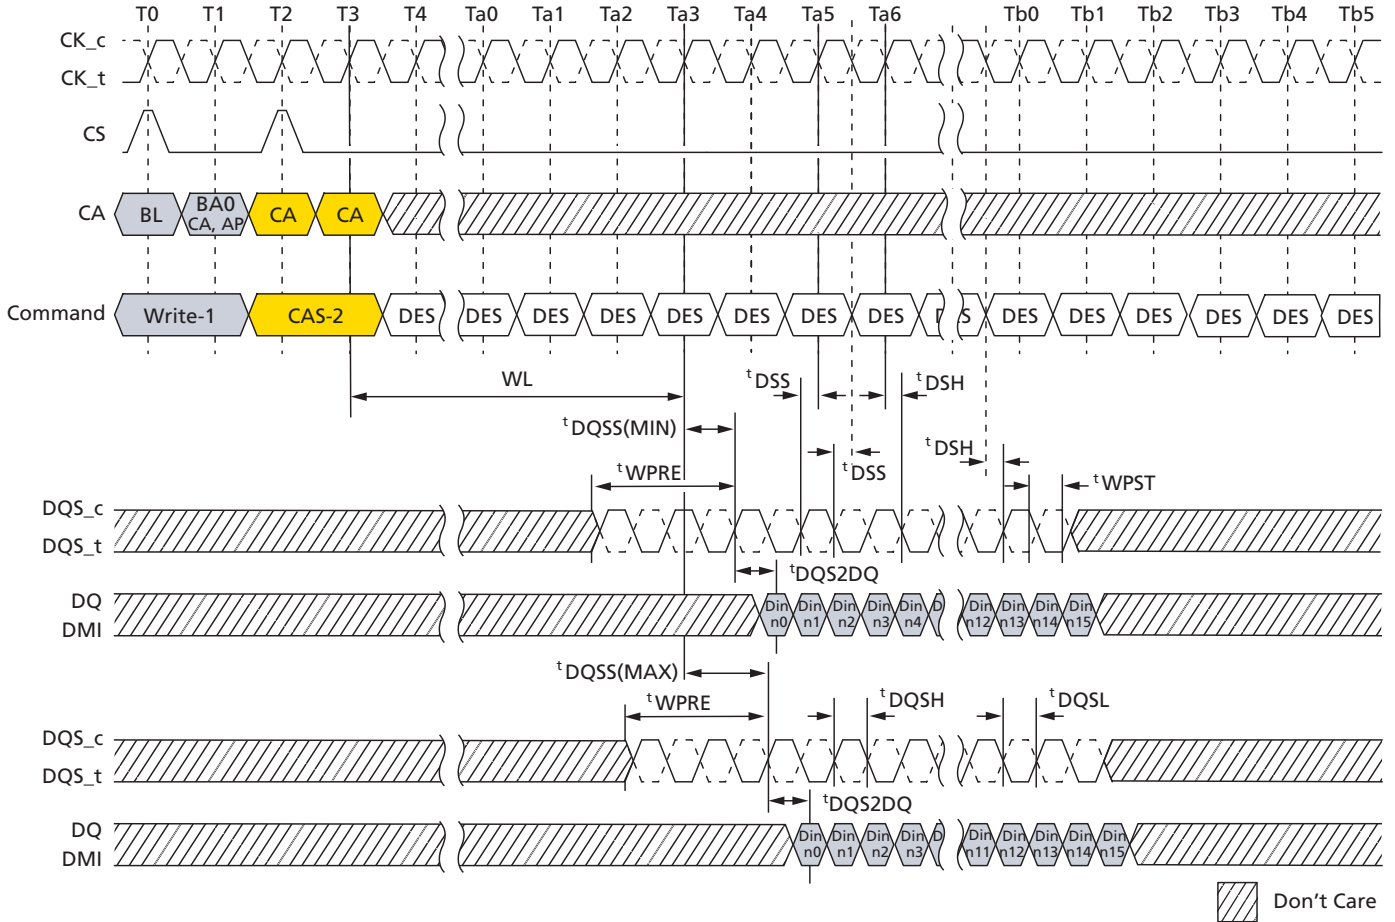 T0 T1 T2 T3 T4 Ta0 Ta1 Ta2 Ta3 Ta4 Ta5 Ta6 Tb0 Tb1 Tb2 Tb3 Tb4 Tb5
CK_c
CK_t
CS
CA BL BA0 CA, AP CA CA
Command Write-1 CAS-2 DES DES DES DES DES DES DES DES DES DES DES DES DES DES
WL
tDSS
tDSH
tDQSS(MIN)
tDSH
tDSS
tWPRE
tWPST
DQS_c
DQS_t
tDQS2DQ
DQ
DMI
Din n0 Din n1 Din n2 Din n3 Din n4 D Din n12 Din n13 Din n14 Din n15
tDQSS(MAX)
tWPRE
tDQSH
tDQSL
DQS_c
DQS_t
tDQS2DQ
DQ
DMI
Din n0 Din n1 Din n2 Din n3 D Din n11 Din n12 Din n13 Din n14 Din n15
Don't Care